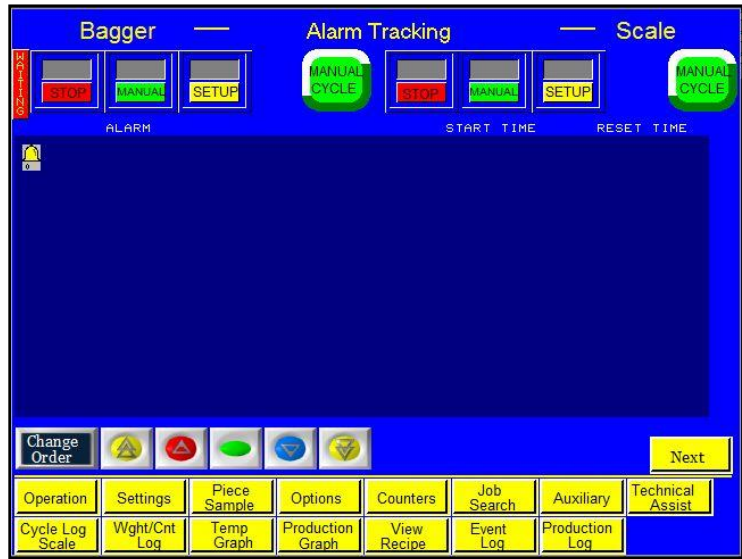 Bagger — Alarm Tracking — Scale
WAITING
STOP MANUAL SETUP MANUAL CYCLE STOP MANUAL SETUP MANUAL CYCLE
ALARM START TIME RESET TIME
0
Change Order
Next
Operation Settings Piece Sample Options Counters Job Search Auxiliary Technical Assist
Cycle Log Scale Wght/Cnt Log Temp Graph Production Graph View Recipe Event Log Production Log